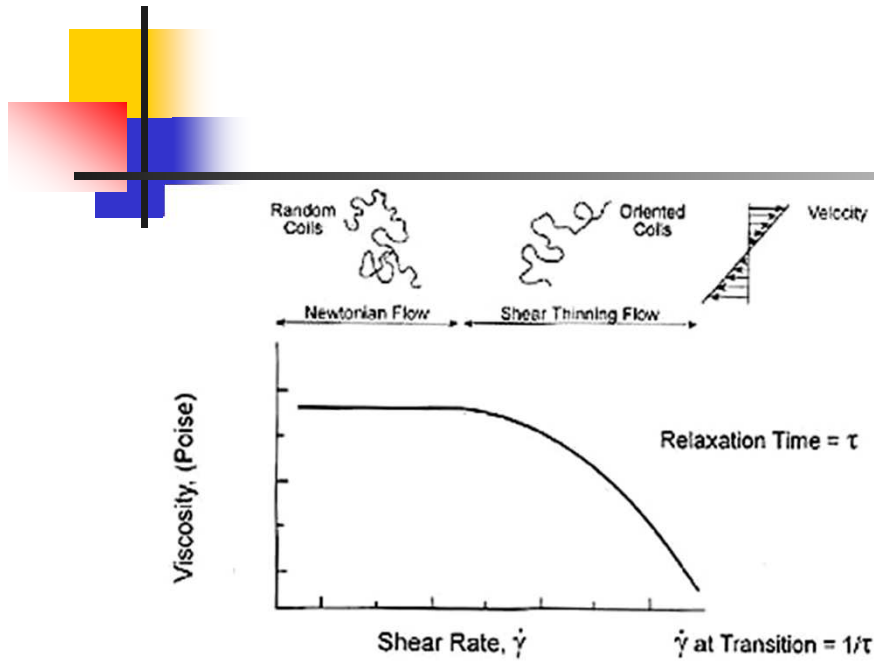 Random
Coils
Oriented
Coils
Velocity
Newtonian Flow
Shear Thinning Flow
Viscosity, (Poise)
Relaxation Time = τ
Shear Rate, γ̇
γ̇ at Transition = 1/τ